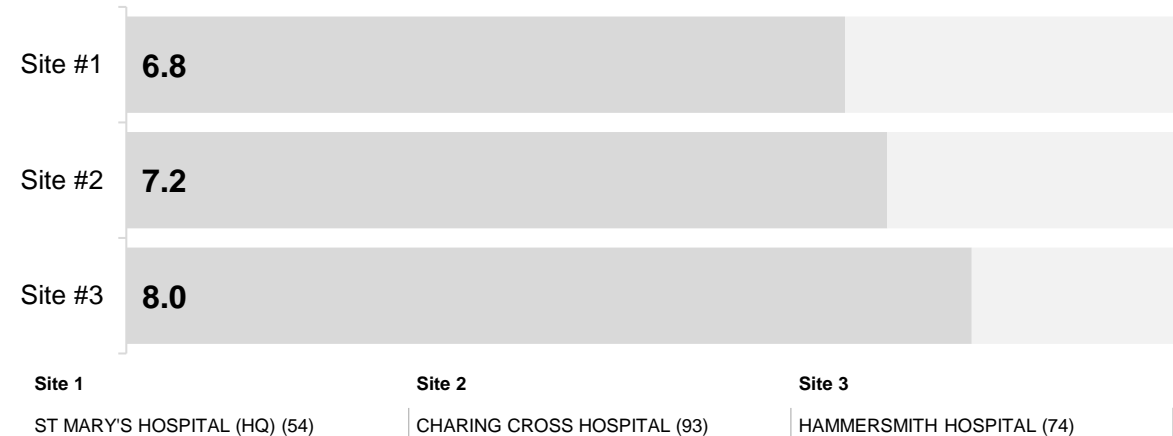 Site #1 6.8
Site #2 7.2
Site #3 8.0
Site 1 Site 2 Site 3
ST MARY'S HOSPITAL (HQ) (54) CHARING CROSS HOSPITAL (93) HAMMERSMITH HOSPITAL (74)